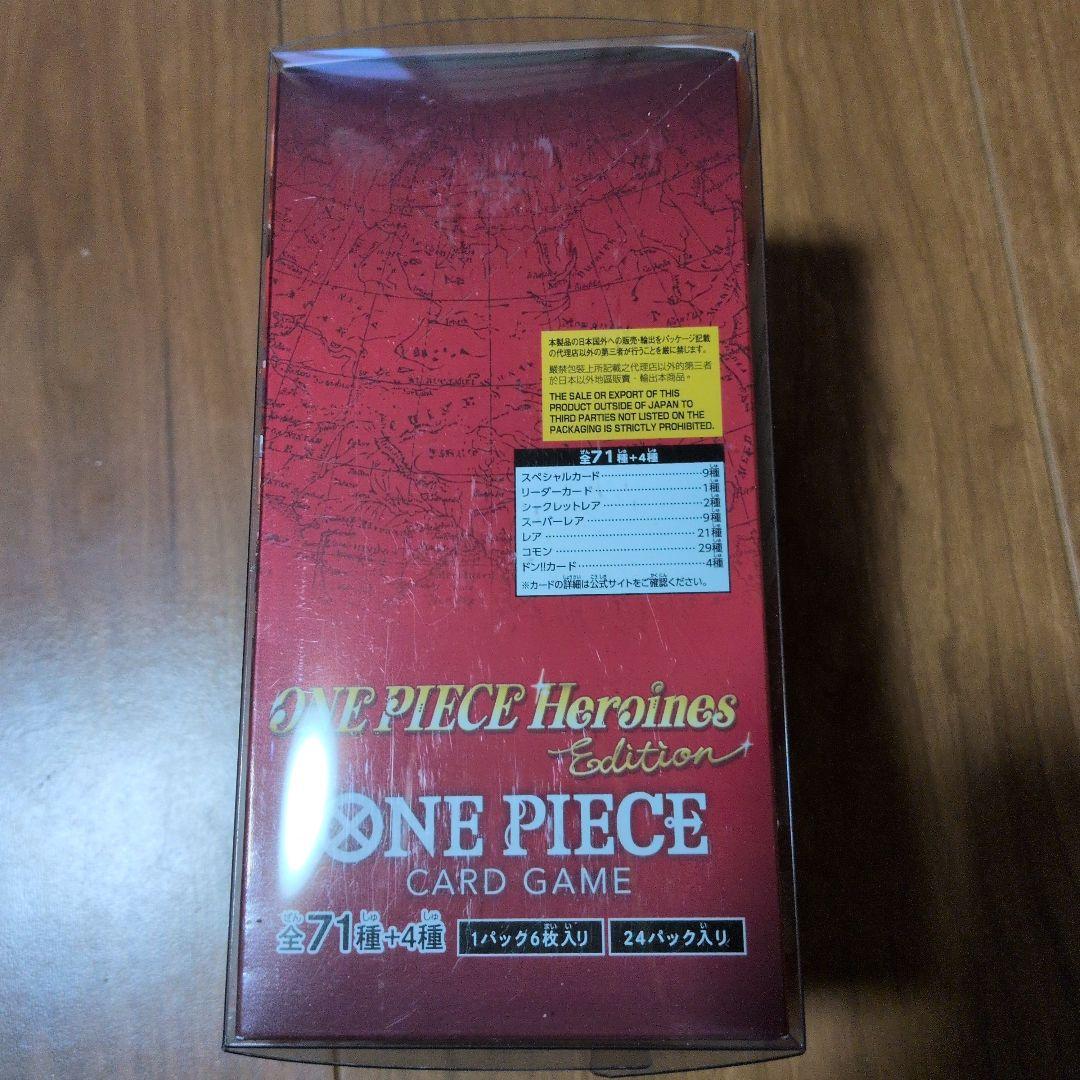 本製品の日本国外への販売・輸出をパッケージ記載
の代理店以外の第三者が行うことを厳に禁じます。
嚴禁包裝上所記載之代理店以外的第三者
於日本以外地區販賣・輸出本商品。
THE SALE OR EXPORT OF THIS
PRODUCT OUTSIDE OF JAPAN TO
THIRD PARTIES NOT LISTED ON THE
PACKAGING IS STRICTLY PROHIBITED.
全71種+4種
スペシャルカード 9種
リーダーカード 1種
シークレットレア 2種
スーパーレア 9種
レア 21種
コモン 29種
ドン!!カード 4種
※カードの詳細は公式サイトをご確認ください。
ONE PIECE Heroines
Edition
ONE PIECE
CARD GAME
全71種+4種 1パック6枚入り 24パック入り